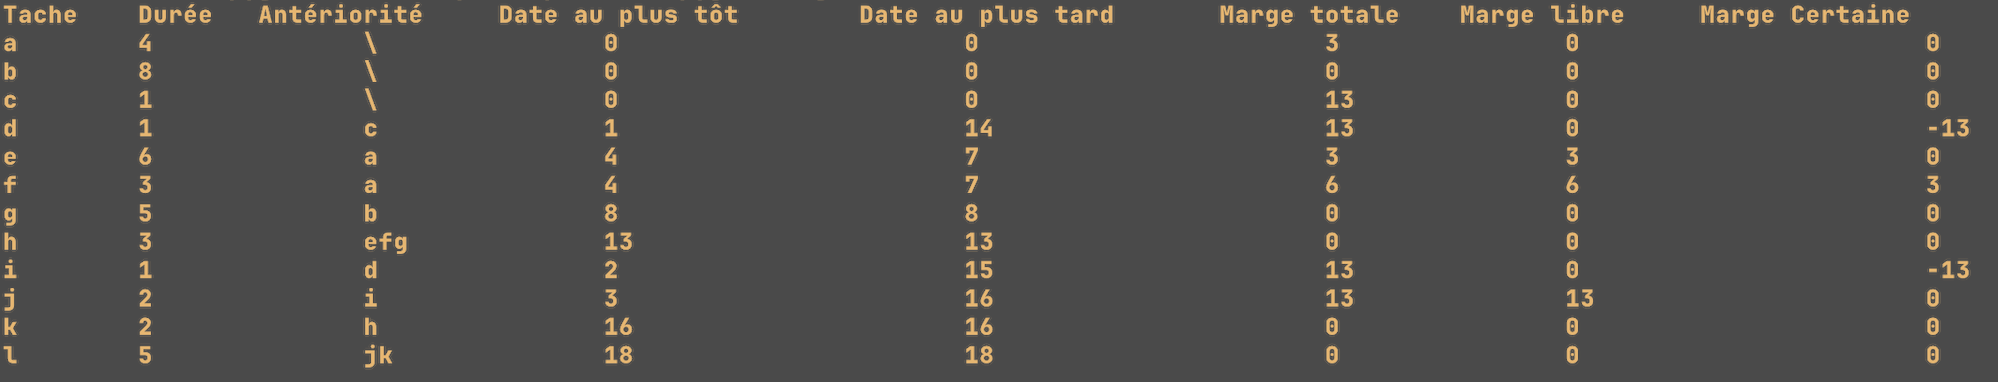 Tache Durée Antériorité Date au plus tôt Date au plus tard Marge totale Marge libre Marge Certaine
a 4 \ 0 0 3 0 0
b 8 \ 0 0 0 0 0
c 1 \ 0 0 13 0 0
d 1 c 1 14 13 0 -13
e 6 a 4 7 3 3 0
f 3 a 4 7 6 6 3
g 5 b 8 8 0 0 0
h 3 efg 13 13 0 0 0
i 1 d 2 15 13 0 -13
j 2 i 3 16 13 13 0
k 2 h 16 16 0 0 0
l 5 jk 18 18 0 0 0